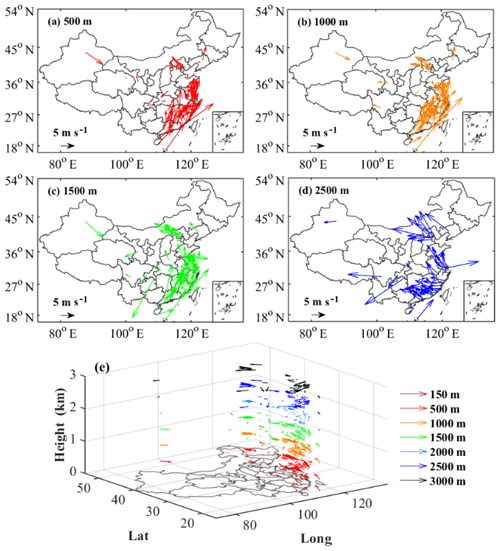 (a) 500 m
54° N
45° N
36° N
27° N
18° N
5 m s⁻¹
80° E
100° E
120° E
(b) 1000 m
54° N
45° N
36° N
27° N
18° N
5 m s⁻¹
80° E
100° E
120° E
(c) 1500 m
54° N
45° N
36° N
27° N
18° N
5 m s⁻¹
80° E
100° E
120° E
(d) 2500 m
54° N
45° N
36° N
27° N
18° N
5 m s⁻¹
80° E
100° E
120° E
(e)
Height (km)
3
2
1
0
50
40
30
20
Lat
80
100
120
Long
150 m
500 m
1000 m
1500 m
2000 m
2500 m
3000 m